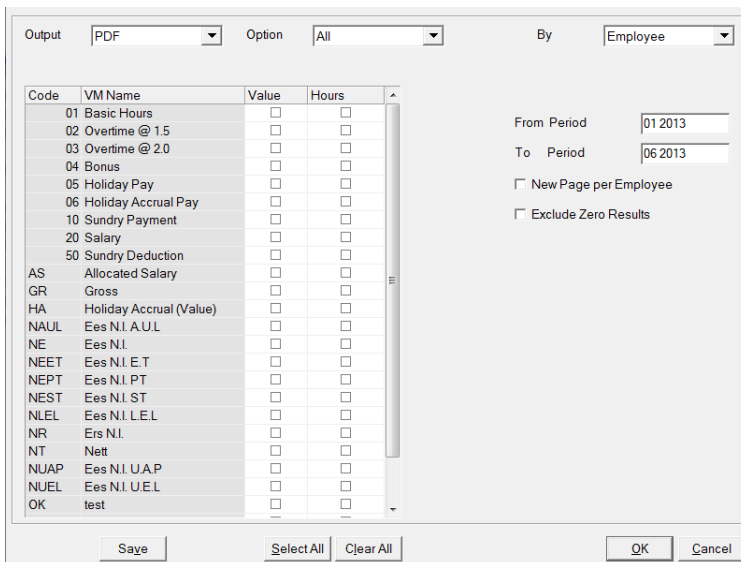 Output PDF Option All By Employee
Code VM Name Value Hours
01 Basic Hours
02 Overtime @ 1.5
03 Overtime @ 2.0
04 Bonus
05 Holiday Pay
06 Holiday Accrual Pay
10 Sundry Payment
20 Salary
50 Sundry Deduction
AS Allocated Salary
GR Gross
HA Holiday Accrual (Value)
NAUL Ees N.I. A.U.L
NE Ees N.I.
NEET Ees N.I. E.T
NEPT Ees N.I. PT
NEST Ees N.I. ST
NLEL Ees N.I. L.E.L
NR Ers N.I.
NT Nett
NUAP Ees N.I. U.A.P
NUEL Ees N.I. U.E.L
OK test
From Period 01 2013
To Period 06 2013
New Page per Employee
Exclude Zero Results
Save Select All Clear All OK Cancel